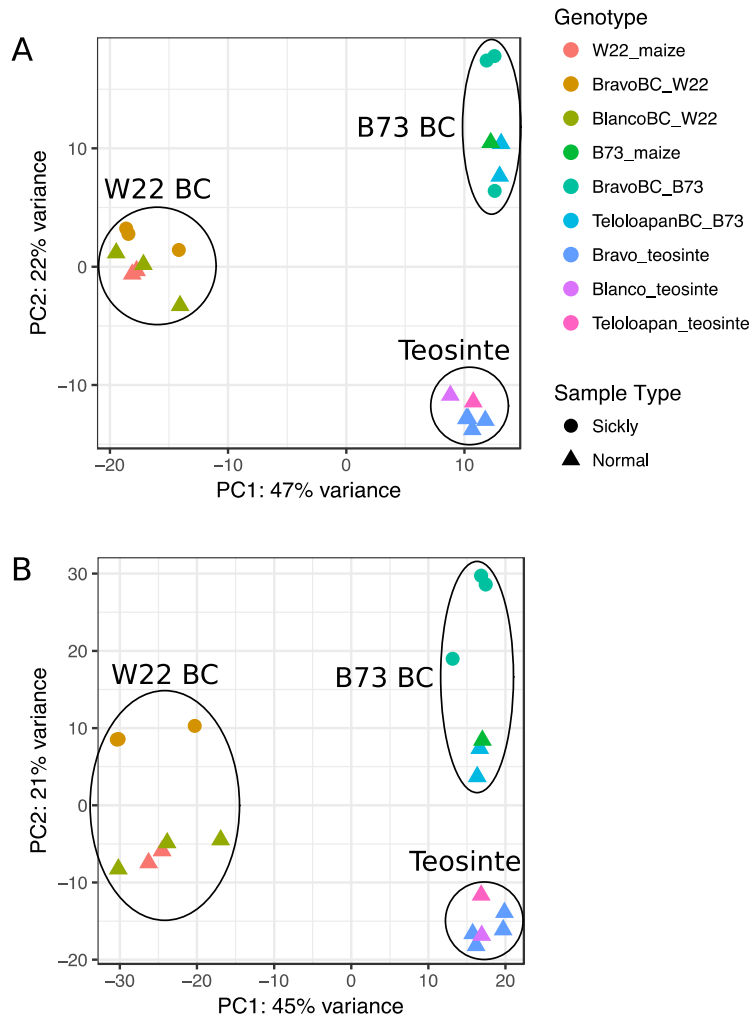 A
W22 BC
B73 BC
Teosinte
10
0
−10
−20
−10
0
10
PC2: 22% variance
PC1: 47% variance
Genotype
W22_maize
BravoBC_W22
BlancoBC_W22
B73_maize
BravoBC_B73
TeloloapanBC_B73
Bravo_teosinte
Blanco_teosinte
Teloloapan_teosinte
Sample Type
Sickly
Normal
B
W22 BC
B73 BC
Teosinte
30
20
10
0
−10
−20
−30
−20
−10
0
10
20
PC2: 21% variance
PC1: 45% variance